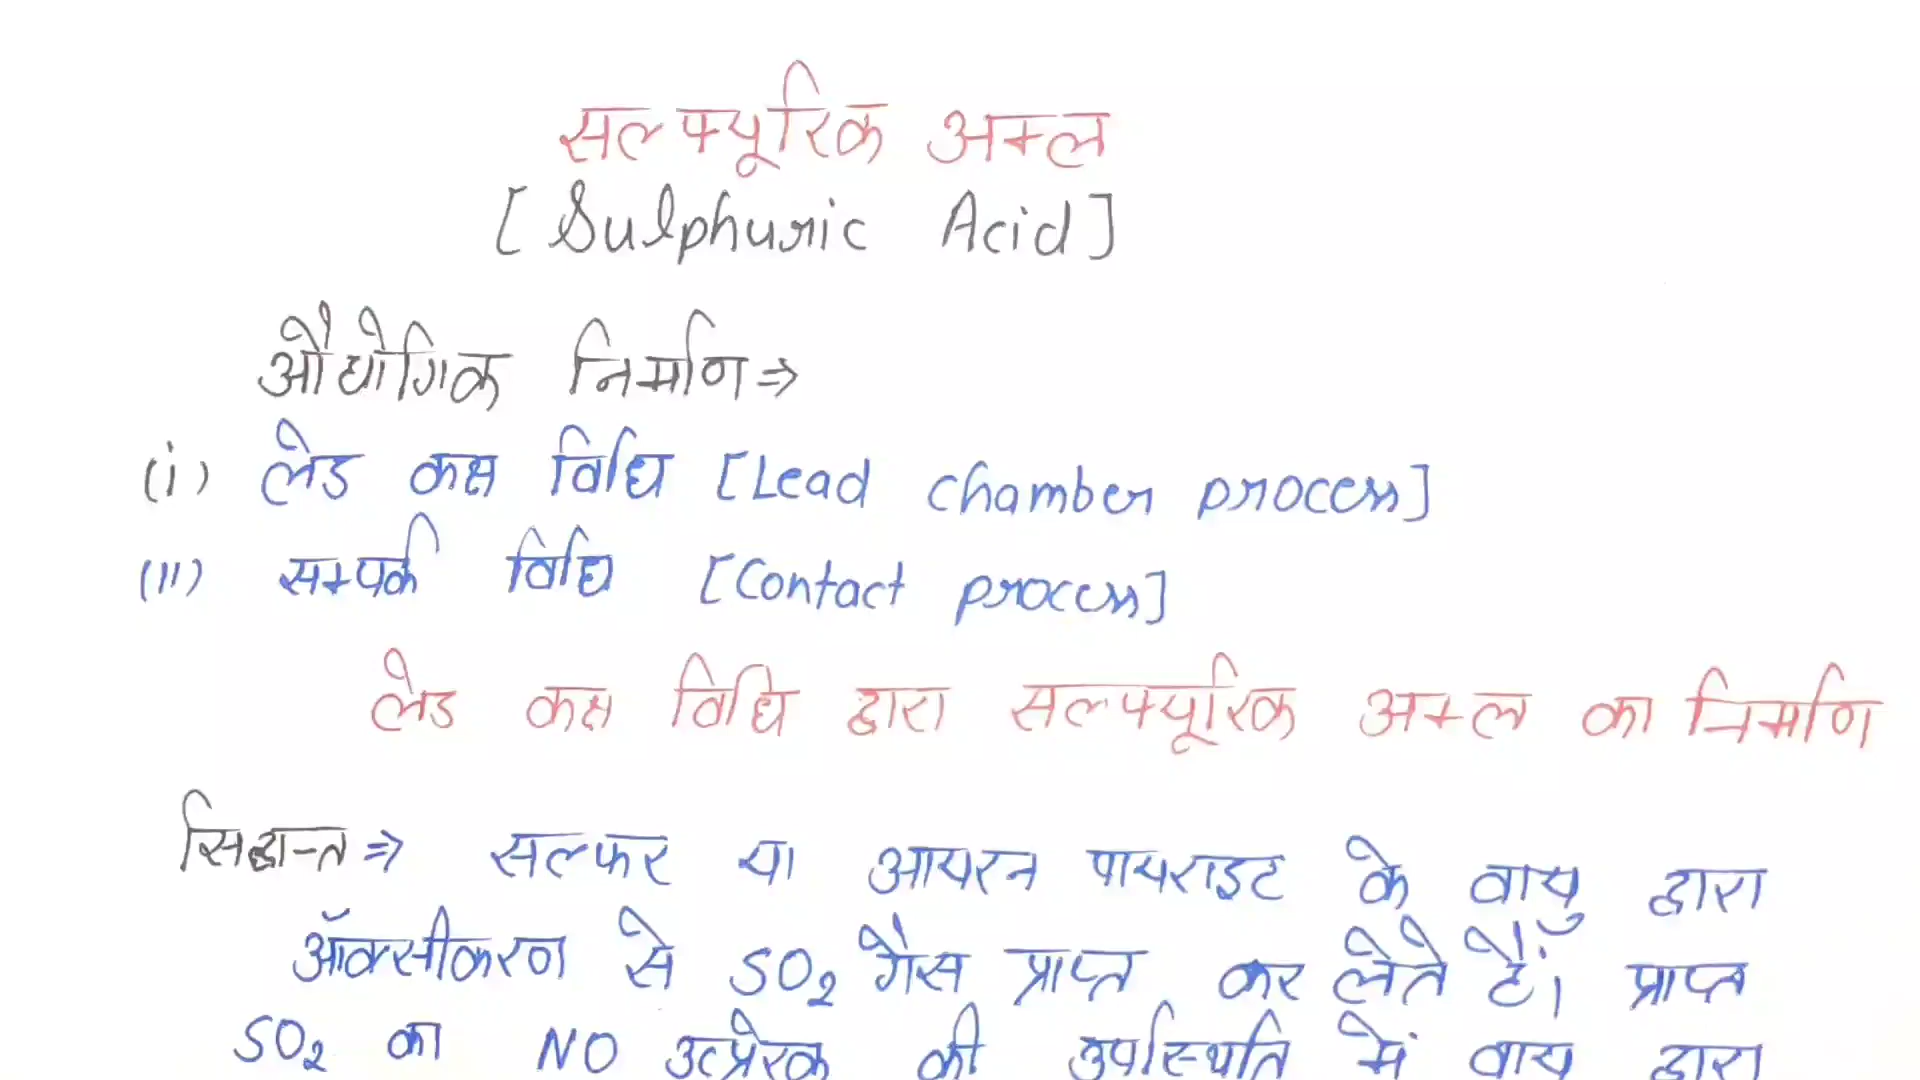 सल्फ्यूरिक अम्ल
[Sulphuric Acid]
औद्योगिक निर्माण⇒
(i) लेड कक्ष विधि [Lead chamber process]
(ii) सम्पर्क विधि [Contact process]
लेड कक्ष विधि द्वारा सल्फ्यूरिक अम्ल का निर्माण
सिद्धान्त⇒ सल्फर या आयरन पायराइट के वायु द्वारा
ऑक्सीकरण से SO₂ गैस प्राप्त कर लेते हैं। प्राप्त
SO₂ का NO उत्प्रेरक की उपस्थिति में वायु द्वारा